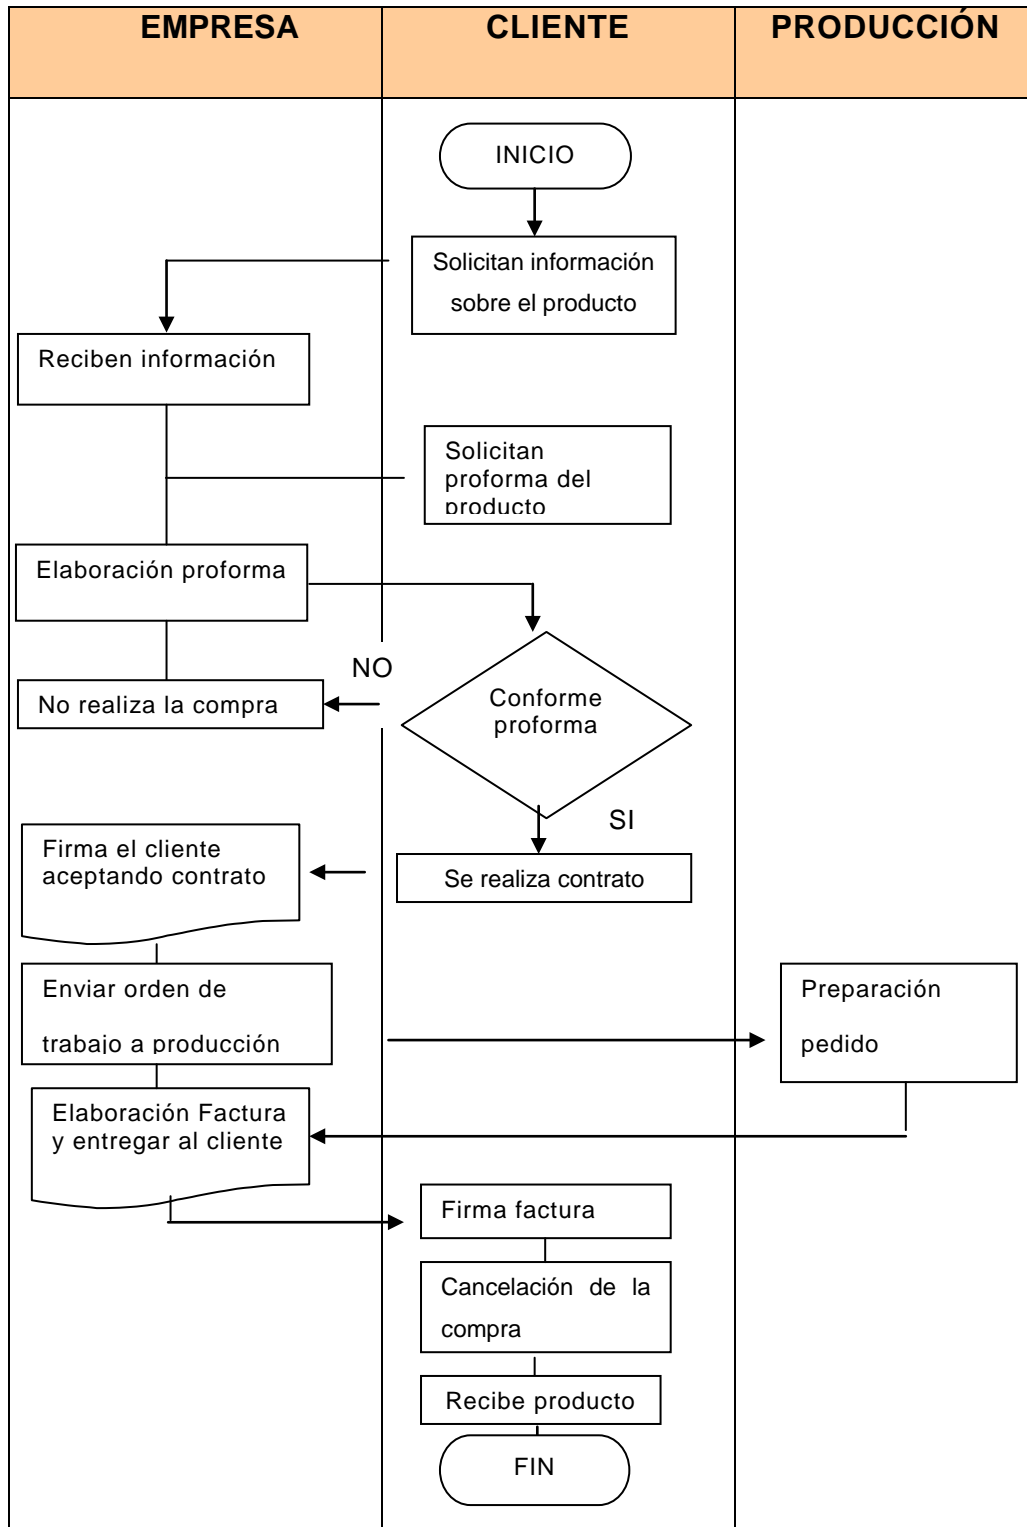 EMPRESA
CLIENTE
PRODUCCIÓN
INICIO
Solicitan información
sobre el producto
Reciben información
Solicitan
proforma del
producto
Elaboración proforma
NO
No realiza la compra
Conforme
proforma
SI
Firma el cliente
aceptando contrato
Se realiza contrato
Enviar orden de
trabajo a producción
Preparación
pedido
Elaboración Factura
y entregar al cliente
Firma factura
Cancelación de la
compra
Recibe producto
FIN